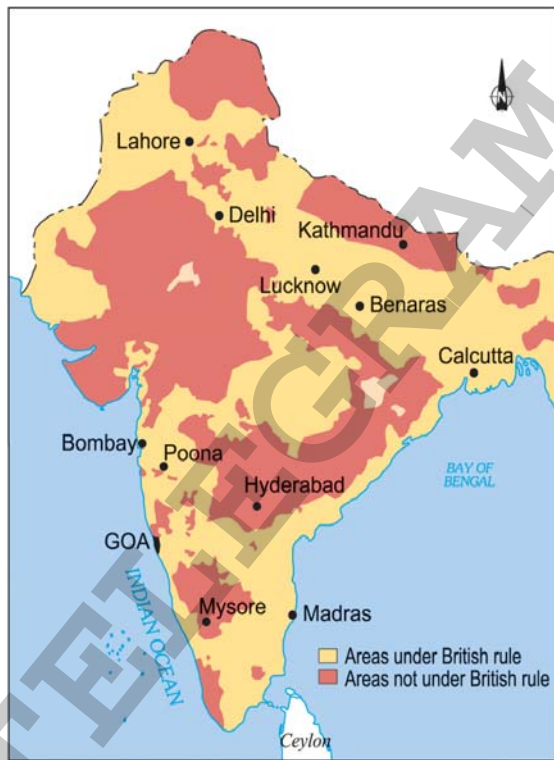 N
Lahore
Delhi
Kathmandu
Lucknow
Benaras
Calcutta
Bombay
Poona
BAY OF
BENGAL
Hyderabad
GOA
INDIAN OCEAN
Mysore
Madras
Areas under British rule
Areas not under British rule
Ceylon
TELEGRAM